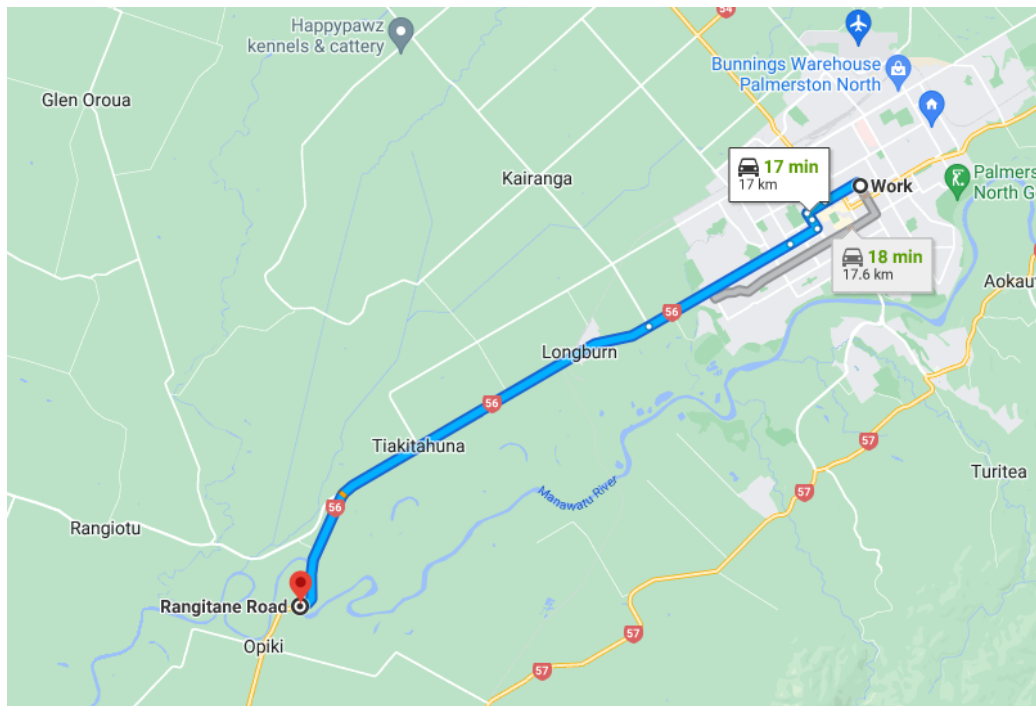 Happypawz
kennels & cattery
54
Bunnings Warehouse
Palmerston North
Glen Oroua
17 min
17 km
Work
Kairanga
Palmers
North G
18 min
17.6 km
Aokaut
56
Longburn
56
57
Tiakitahuna
Turitea
57
Manawatu River
56
Rangiotu
Rangitane Road
57
Opiki
57